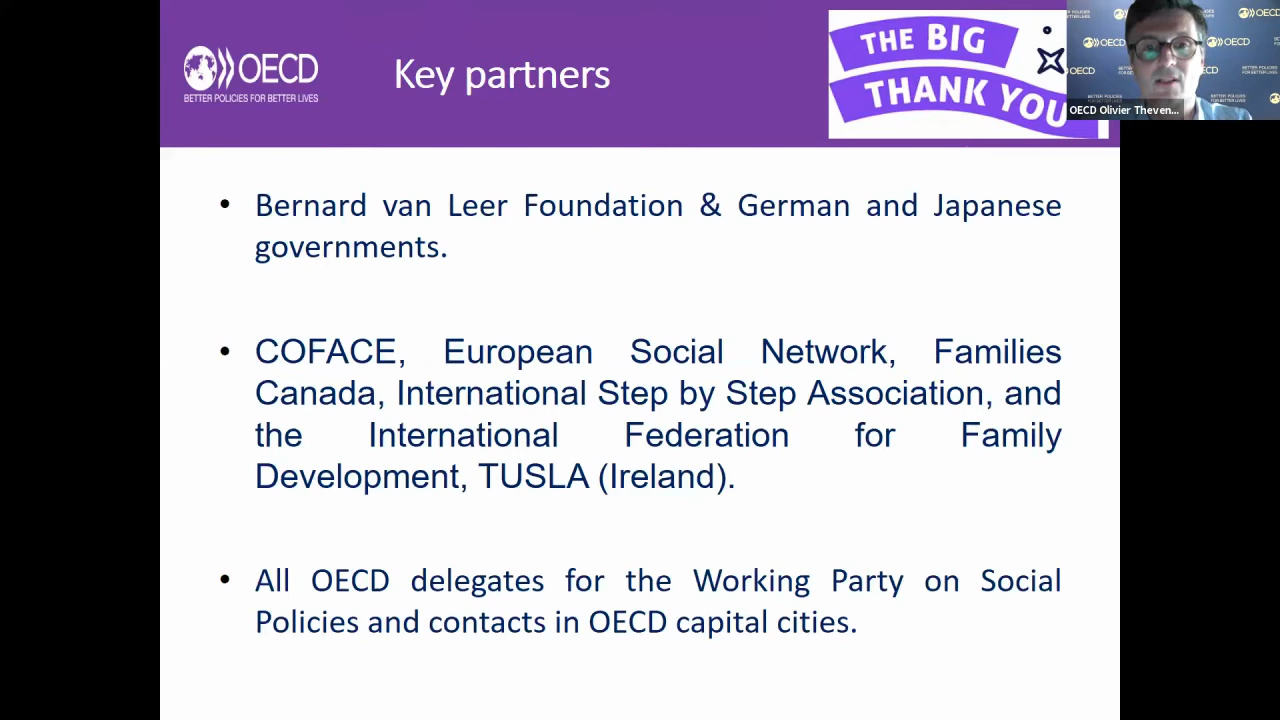 OECD
BETTER POLICIES FOR BETTER LIVES
Key partners
THE BIG
THANK YOU
OECD Olivier Theven...
• Bernard van Leer Foundation & German and Japanese
governments.
• COFACE, European Social Network, Families
Canada, International Step by Step Association, and
the International Federation for Family
Development, TUSLA (Ireland).
• All OECD delegates for the Working Party on Social
Policies and contacts in OECD capital cities.